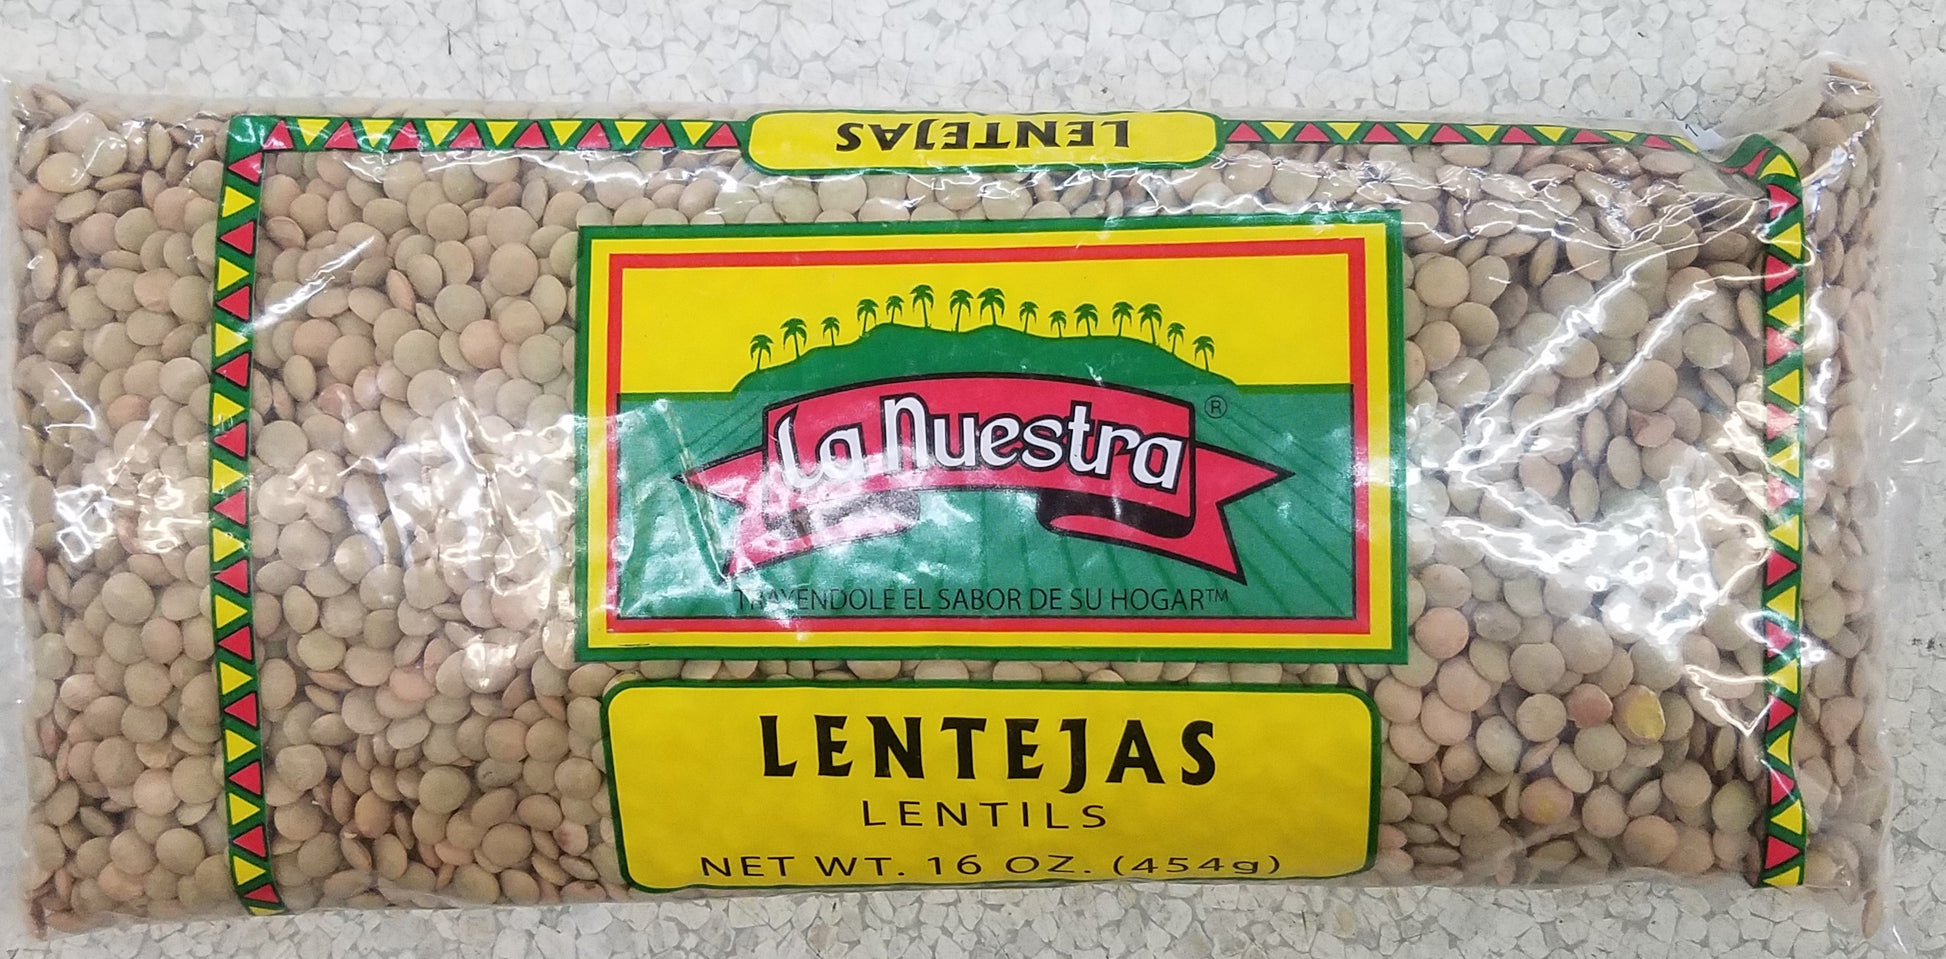 LENTEJAS
La Nuestra ®
TRAYENDOLE EL SABOR DE SU HOGAR™
LENTEJAS
LENTILS
NET WT. 16 OZ. (454g)